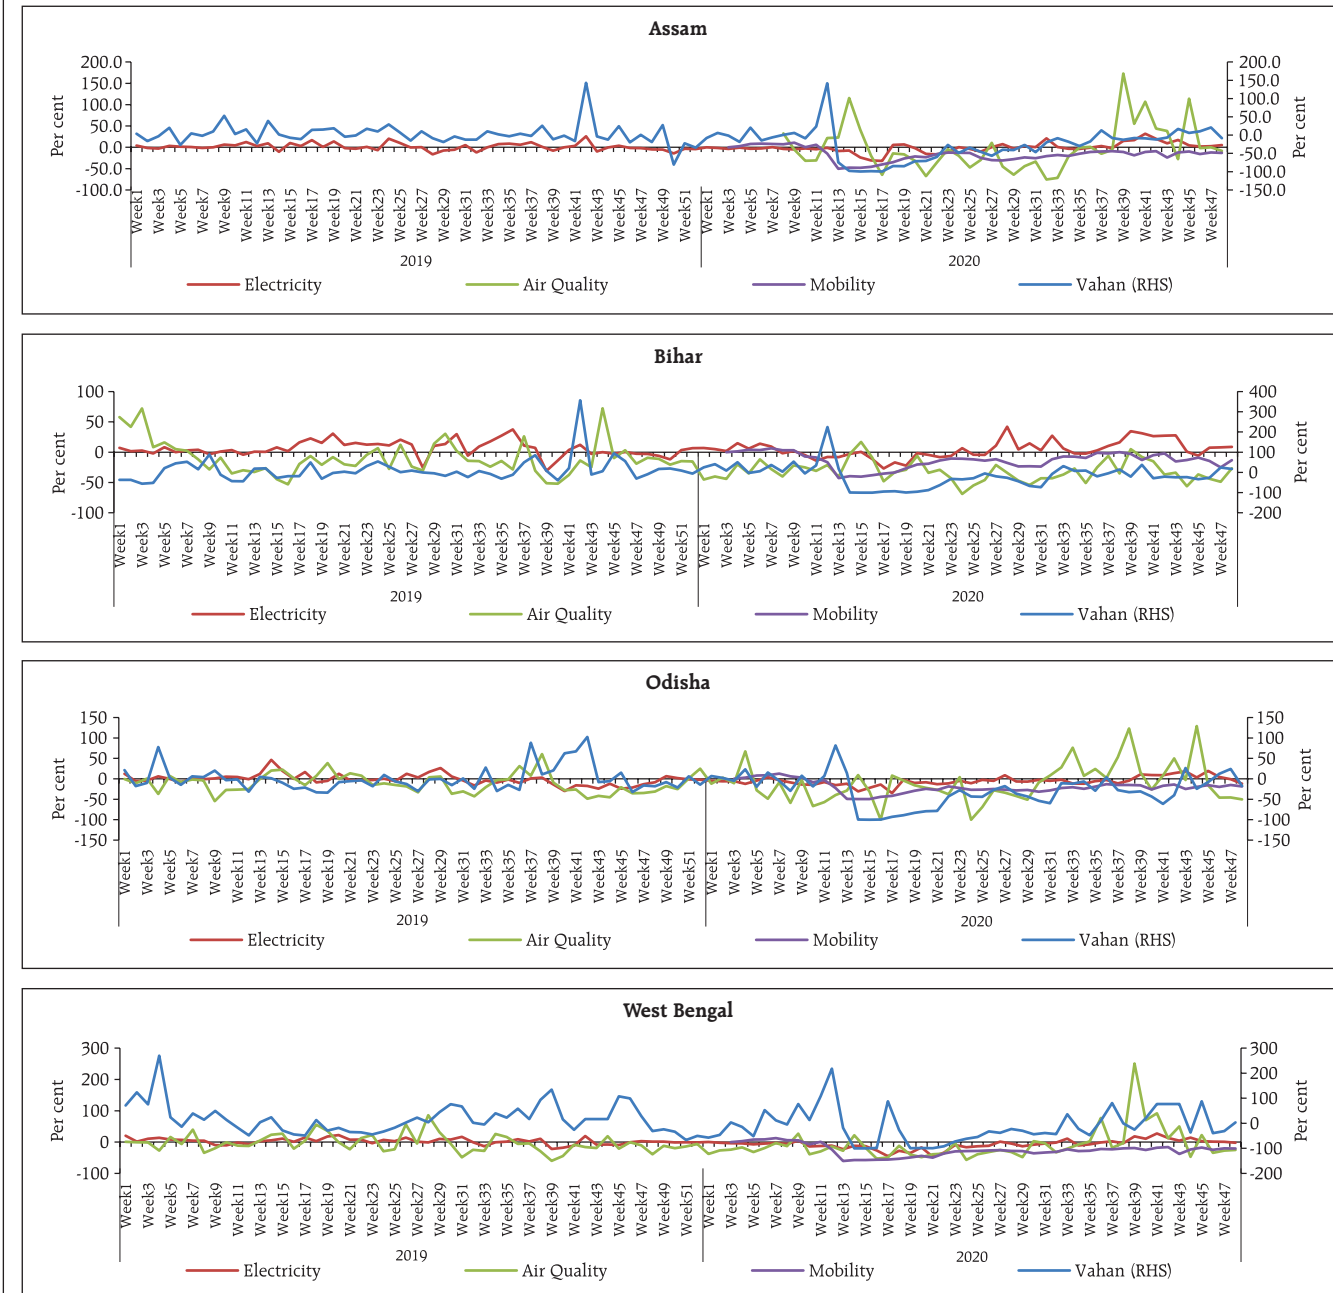 Assam
Per cent
200.0
150.0
100.0
50.0
0.0
-50.0
-100.0
200.0
150.0
100.0
50.0
0.0
-50.0
-100.0
-150.0
Per cent
Week1 Week3 Week5 Week7 Week9 Week11 Week13 Week15 Week17 Week19 Week21 Week23 Week25 Week27 Week29 Week31 Week33 Week35 Week37 Week39 Week41 Week43 Week45 Week47 Week49 Week51 Week1 Week3 Week5 Week7 Week9 Week11 Week13 Week15 Week17 Week19 Week21 Week23 Week25 Week27 Week29 Week31 Week33 Week35 Week37 Week39 Week41 Week43 Week45 Week47
2019 2020
Electricity Air Quality Mobility Vahan (RHS)
Bihar
Per cent
100
50
0
-50
-100
400
300
200
100
0
-100
-200
Per cent
Week1 Week3 Week5 Week7 Week9 Week11 Week13 Week15 Week17 Week19 Week21 Week23 Week25 Week27 Week29 Week31 Week33 Week35 Week37 Week39 Week41 Week43 Week45 Week47 Week49 Week51 Week1 Week3 Week5 Week7 Week9 Week11 Week13 Week15 Week17 Week19 Week21 Week23 Week25 Week27 Week29 Week31 Week33 Week35 Week37 Week39 Week41 Week43 Week45 Week47
2019 2020
Electricity Air Quality Mobility Vahan (RHS)
Odisha
Per cent
150
100
50
0
-50
-100
-150
150
100
50
0
-50
-100
-150
Per cent
Week1 Week3 Week5 Week7 Week9 Week11 Week13 Week15 Week17 Week19 Week21 Week23 Week25 Week27 Week29 Week31 Week33 Week35 Week37 Week39 Week41 Week43 Week45 Week47 Week49 Week51 Week1 Week3 Week5 Week7 Week9 Week11 Week13 Week15 Week17 Week19 Week21 Week23 Week25 Week27 Week29 Week31 Week33 Week35 Week37 Week39 Week41 Week43 Week45 Week47
2019 2020
Electricity Air Quality Mobility Vahan (RHS)
West Bengal
Per cent
300
200
100
0
-100
300
200
100
0
-100
-200
Per cent
Week1 Week3 Week5 Week7 Week9 Week11 Week13 Week15 Week17 Week19 Week21 Week23 Week25 Week27 Week29 Week31 Week33 Week35 Week37 Week39 Week41 Week43 Week45 Week47 Week49 Week51 Week1 Week3 Week5 Week7 Week9 Week11 Week13 Week15 Week17 Week19 Week21 Week23 Week25 Week27 Week29 Week31 Week33 Week35 Week37 Week39 Week41 Week43 Week45 Week47
2019 2020
Electricity Air Quality Mobility Vahan (RHS)